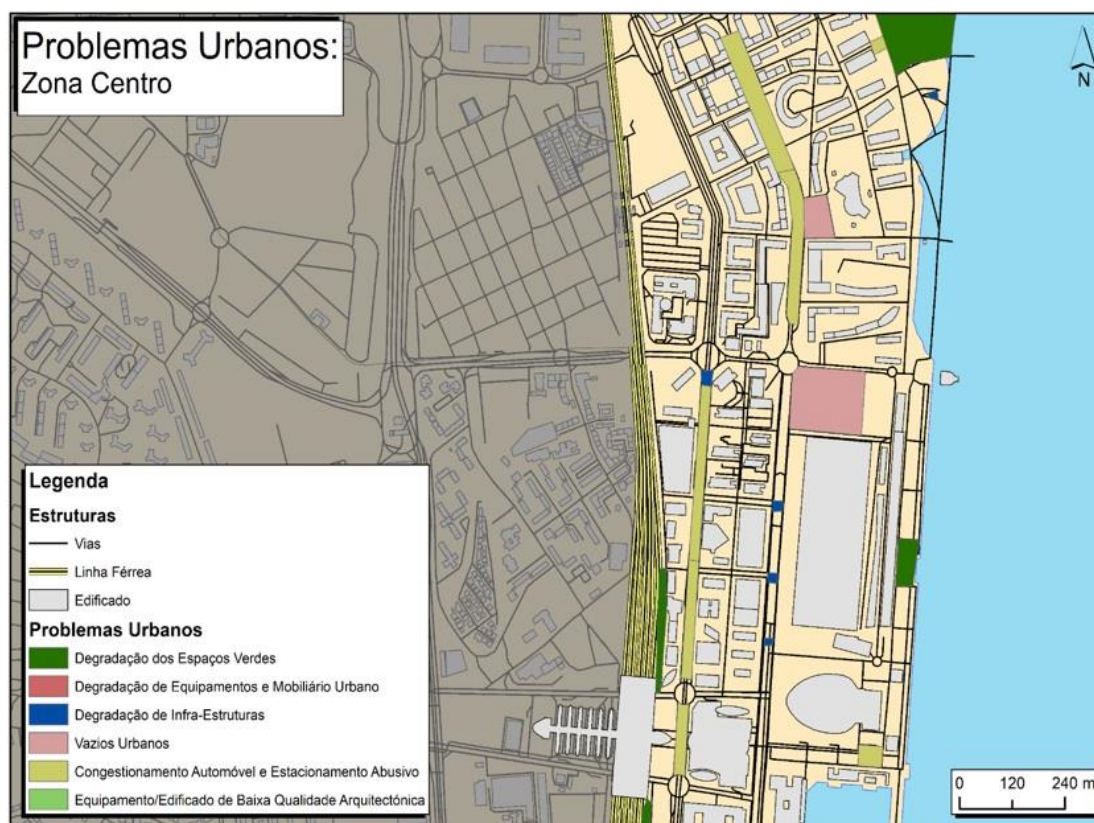 Problemas Urbanos:
Zona Centro
N
Legenda
Estruturas
Vias
Linha Férrea
Edificado
Problemas Urbanos
Degradação dos Espaços Verdes
Degradação de Equipamentos e Mobiliário Urbano
Degradação de Infra-Estruturas
Vazios Urbanos
Congestionamento Automóvel e Estacionamento Abusivo
Equipamento/Edificado de Baixa Qualidade Arquitectónica
0 120 240 m